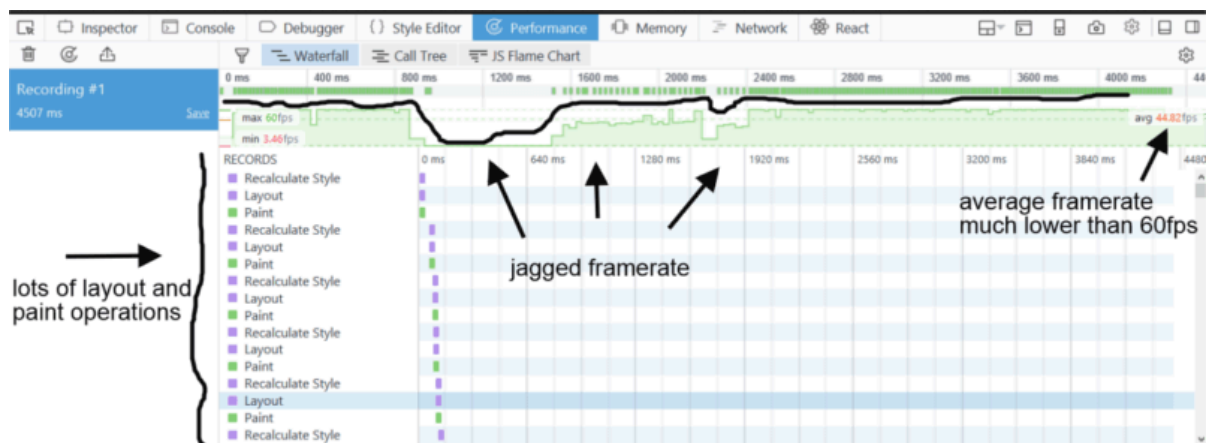 Inspector Console Debugger { } Style Editor Performance Memory Network React
Waterfall Call Tree JS Flame Chart
Recording #1
4507 ms Save
0 ms 400 ms 800 ms 1200 ms 1600 ms 2000 ms 2400 ms 2800 ms 3200 ms 3600 ms 4000 ms 44
max 60fps
avg 44.82fps
min 3.46fps
RECORDS 0 ms 640 ms 1280 ms 1920 ms 2560 ms 3200 ms 3840 ms 4480
Recalculate Style
Layout
Paint
Recalculate Style
Layout
Paint
Recalculate Style
Layout
Paint
Recalculate Style
Layout
Paint
Recalculate Style
Layout
Paint
Recalculate Style
lots of layout and
paint operations
jagged framerate
average framerate
much lower than 60fps